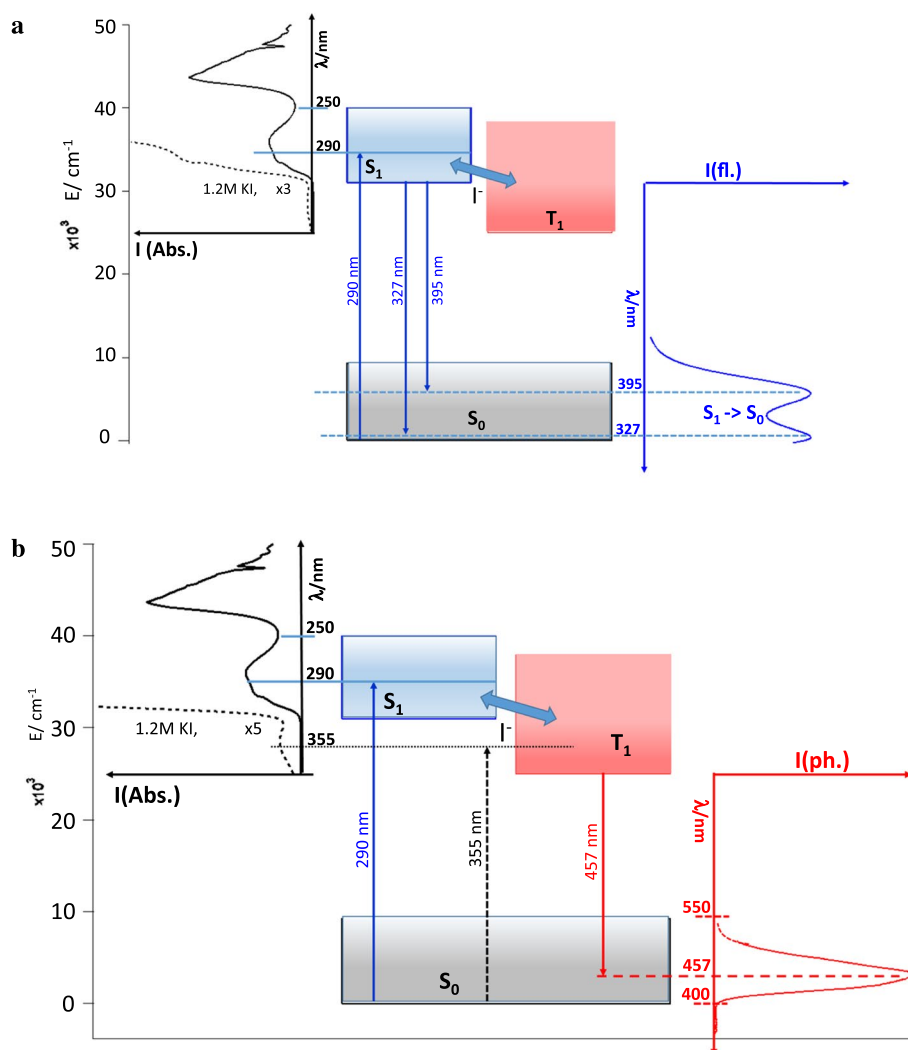 a
50
40
30
20
10
0
x10³ E/ cm⁻¹
λ/nm
250
290
1.2M KI, x3
I (Abs.)
S₁
I⁻
T₁
290 nm
327 nm
395 nm
S₀
I(fl.)
λ/nm
395
S₁ -> S₀
327
b
50
40
30
20
10
0
x10³ E/ cm⁻¹
λ/nm
250
290
1.2M KI, x5
355
I(Abs.)
S₁
I⁻
T₁
290 nm
355 nm
457 nm
S₀
I(ph.)
λ/nm
550
457
400